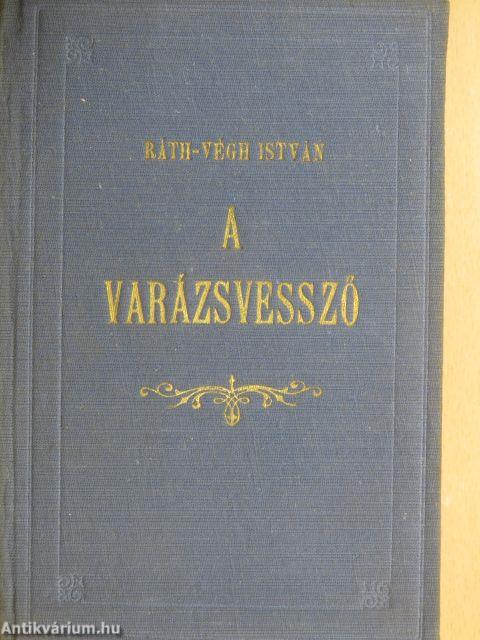 RÁTH-VÉGH ISTVÁN
A
VARÁZSVESSZŐ
Antikvárium.hu